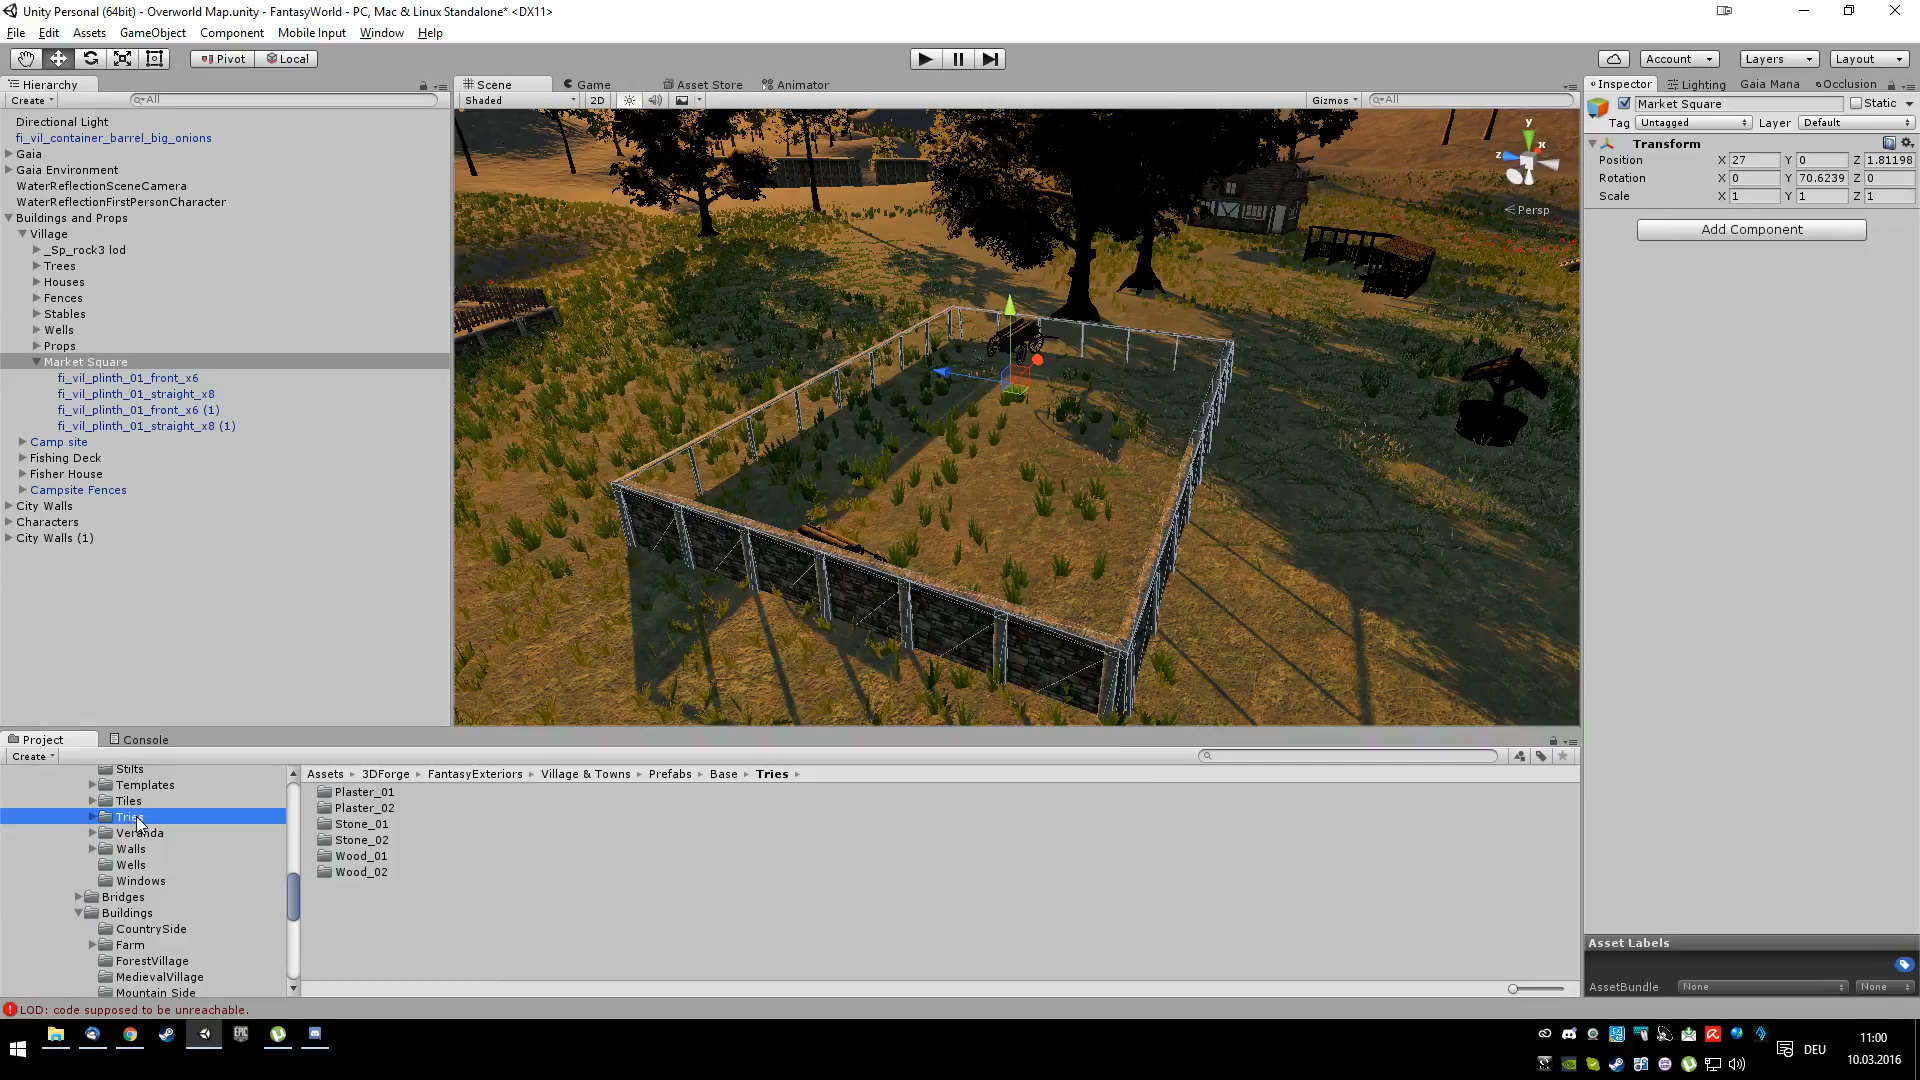 Unity Personal (64bit) - Overworld Map.unity - FantasyWorld - PC, Mac & Linux Standalone* <DX11>
File Edit Assets GameObject Component Mobile Input Window Help
Pivot Local Account Layers Layout
Hierarchy Scene Game Asset Store Animator Inspector Lighting Gaia Mana Occlusion
Create All Shaded 2D Gizmos All
Market Square Static
Tag Untagged Layer Default
Transform
Position X 27 Y 0 Z 1.81198
Rotation X 0 Y 70.6239 Z 0
Scale X 1 Y 1 Z 1
Add Component
Directional Light
fi_vil_container_barrel_big_onions
Gaia
Gaia Environment
WaterReflectionSceneCamera
WaterReflectionFirstPersonCharacter
Buildings and Props
Village
_Sp_rock3 lod
Trees
Houses
Fences
Stables
Wells
Props
Market Square
fi_vil_plinth_01_front_x6
fi_vil_plinth_01_straight_x8
fi_vil_plinth_01_front_x6 (1)
fi_vil_plinth_01_straight_x8 (1)
Camp site
Fishing Deck
Fisher House
Campsite Fences
City Walls
Characters
City Walls (1)
y
x
z
Persp
Project Console
Create
Stilts
Templates
Tiles
Tries
Veranda
Walls
Wells
Windows
Bridges
Buildings
CountrySide
Farm
ForestVillage
MedievalVillage
Mountain Side
Assets 3DForge FantasyExteriors Village & Towns Prefabs Base Tries
Plaster_01
Plaster_02
Stone_01
Stone_02
Wood_01
Wood_02
Asset Labels
AssetBundle None None
LOD: code supposed to be unreachable.
DEU
11:00
10.03.2016